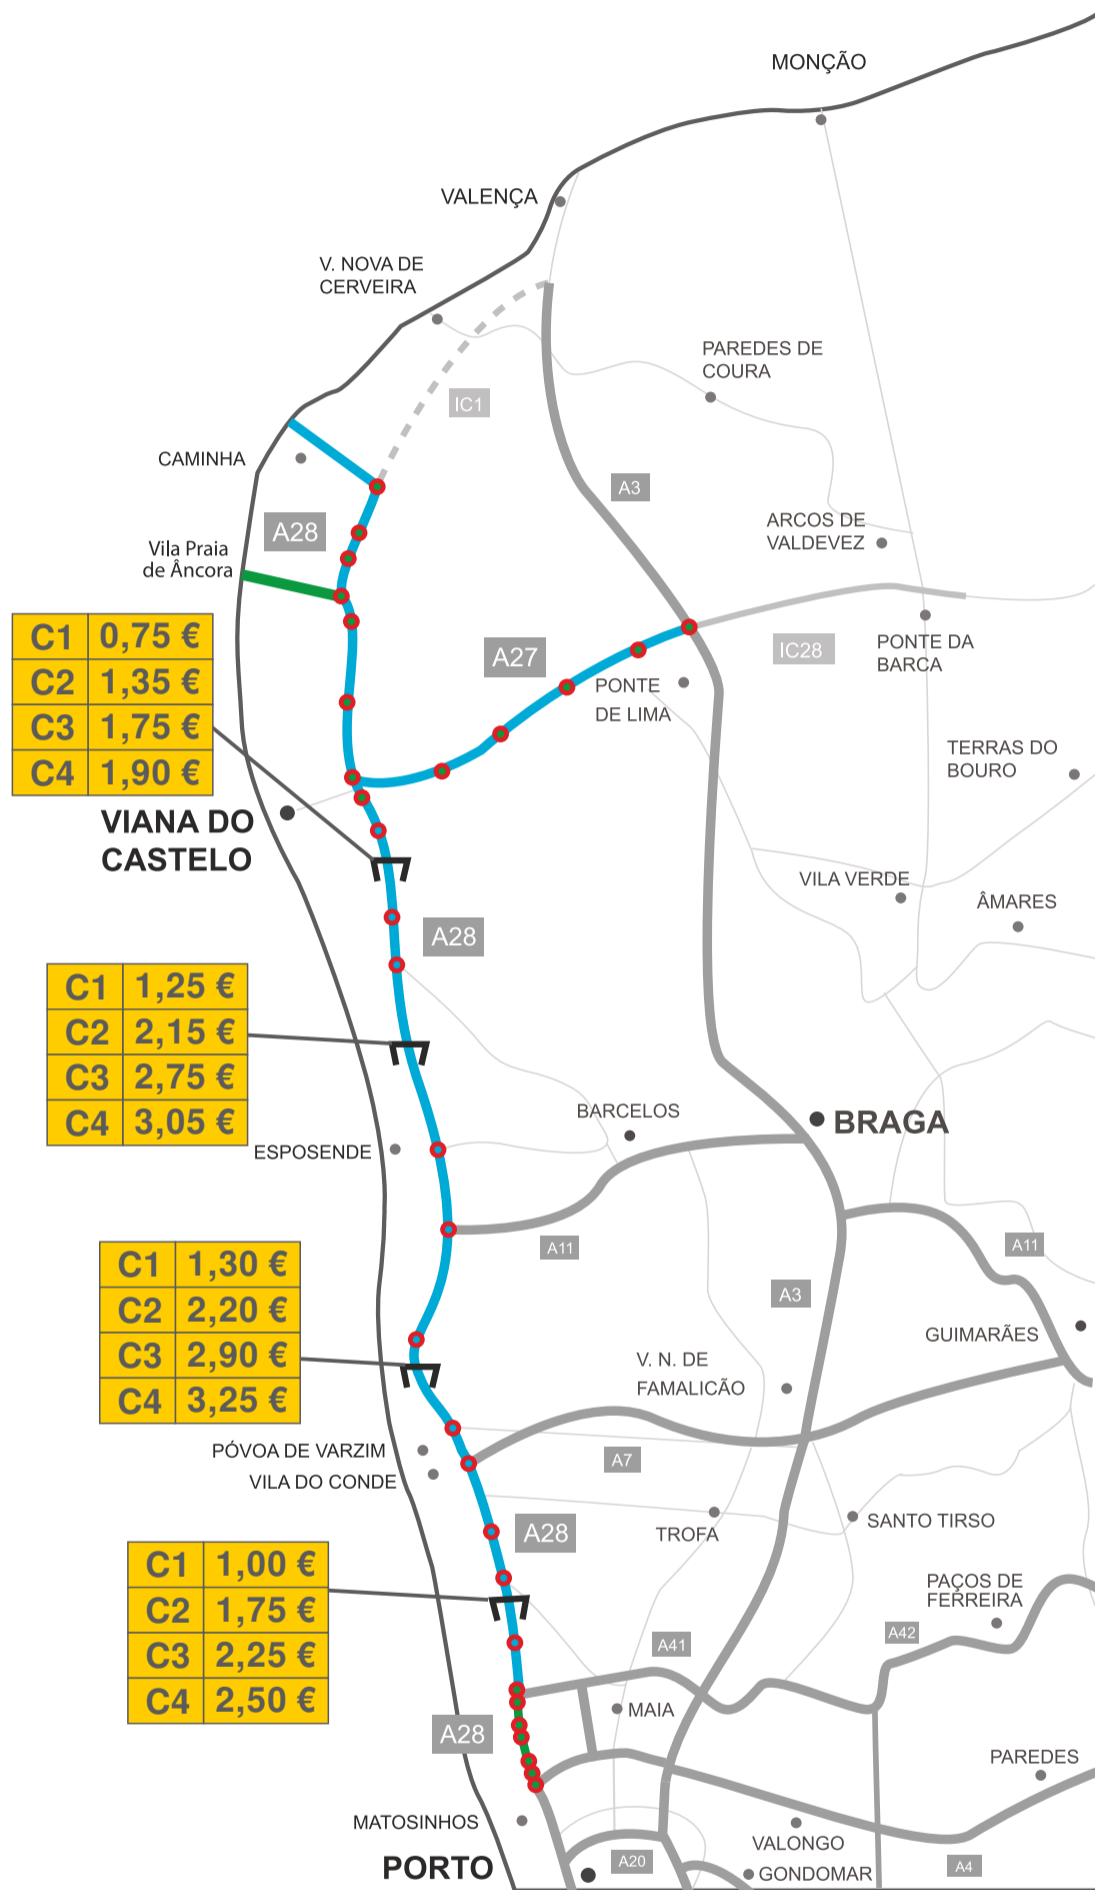 MONÇÃO
VALENÇA
V. NOVA DE
CERVEIRA
PAREDES DE
COURA
IC1
CAMINHA
A3
A28
ARCOS DE
VALDEVEZ
Vila Praia
de Âncora
C1 0,75 €
C2 1,35 €
C3 1,75 €
C4 1,90 €
A27
IC28
PONTE DA
BARCA
PONTE
DE LIMA
TERRAS DO
BOURO
VIANA DO
CASTELO
VILA VERDE
ÂMARES
A28
C1 1,25 €
C2 2,15 €
C3 2,75 €
C4 3,05 €
BARCELOS
BRAGA
ESPOSENDE
A11
A11
C1 1,30 €
C2 2,20 €
C3 2,90 €
C4 3,25 €
A3
GUIMARÃES
V. N. DE
FAMALICÃO
PÓVOA DE VARZIM
A7
VILA DO CONDE
A28
TROFA
SANTO TIRSO
C1 1,00 €
C2 1,75 €
C3 2,25 €
C4 2,50 €
PAÇOS DE
FERREIRA
A42
A41
MAIA
A28
PAREDES
MATOSINHOS
VALONGO
PORTO
A20
GONDOMAR
A4